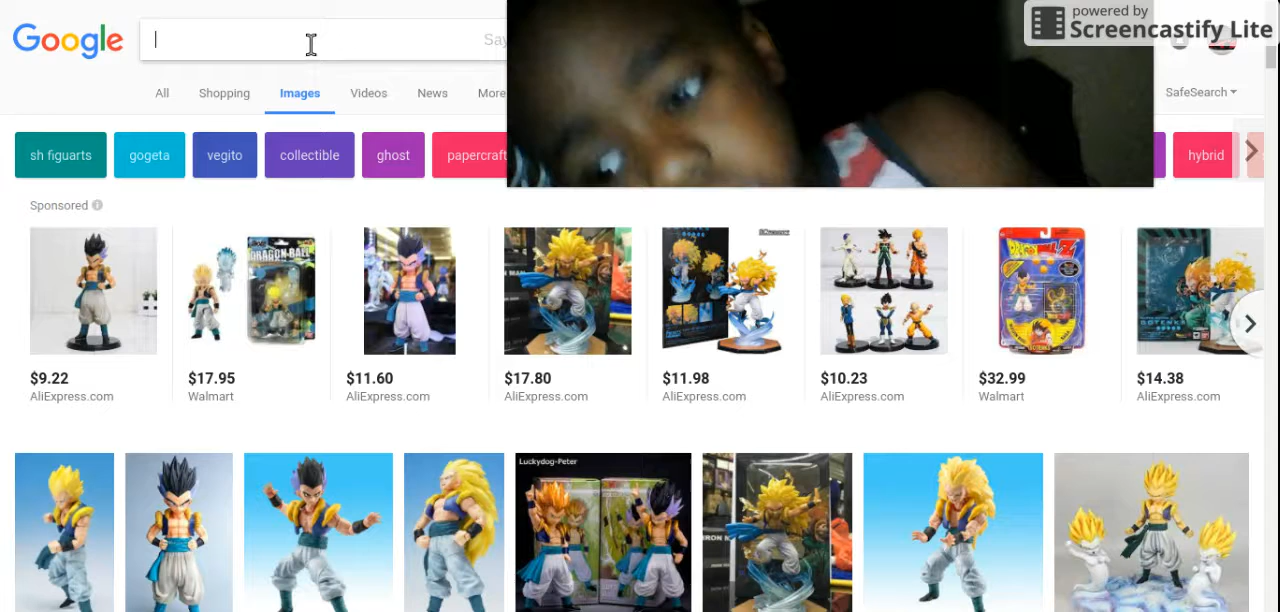 powered by
Screencastify Lite
Google
Say
All Shopping Images Videos News More
SafeSearch
sh figuarts gogeta vegito collectible ghost papercraft hybrid
Sponsored
DRAGON BALL
$9.22 $17.95 $11.60 $17.80 $11.98 $10.23 $32.99 $14.38
AliExpress.com Walmart AliExpress.com AliExpress.com AliExpress.com AliExpress.com Walmart AliExpress.com
Luckydog-Peter